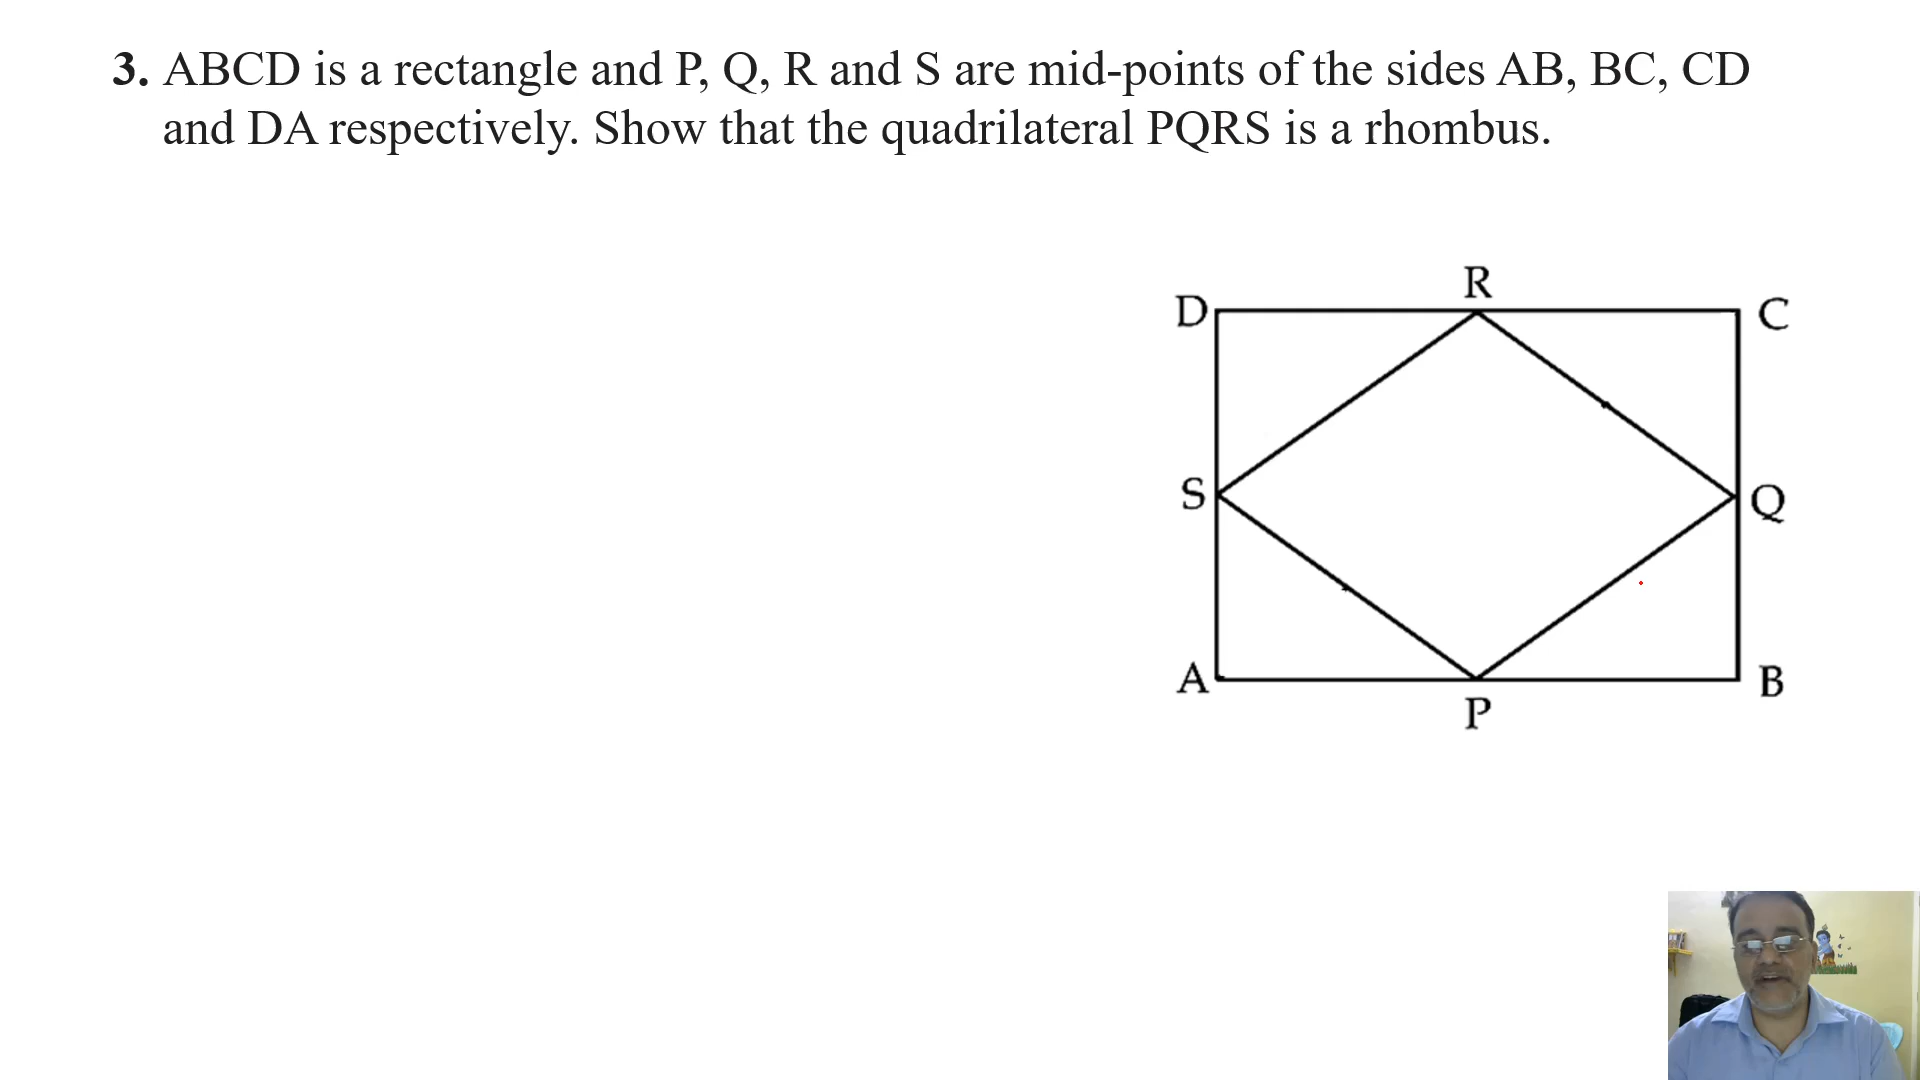 3. ABCD is a rectangle and P, Q, R and S are mid-points of the sides AB, BC, CD
and DA respectively. Show that the quadrilateral PQRS is a rhombus.
R
D
C
S
Q
A
B
P